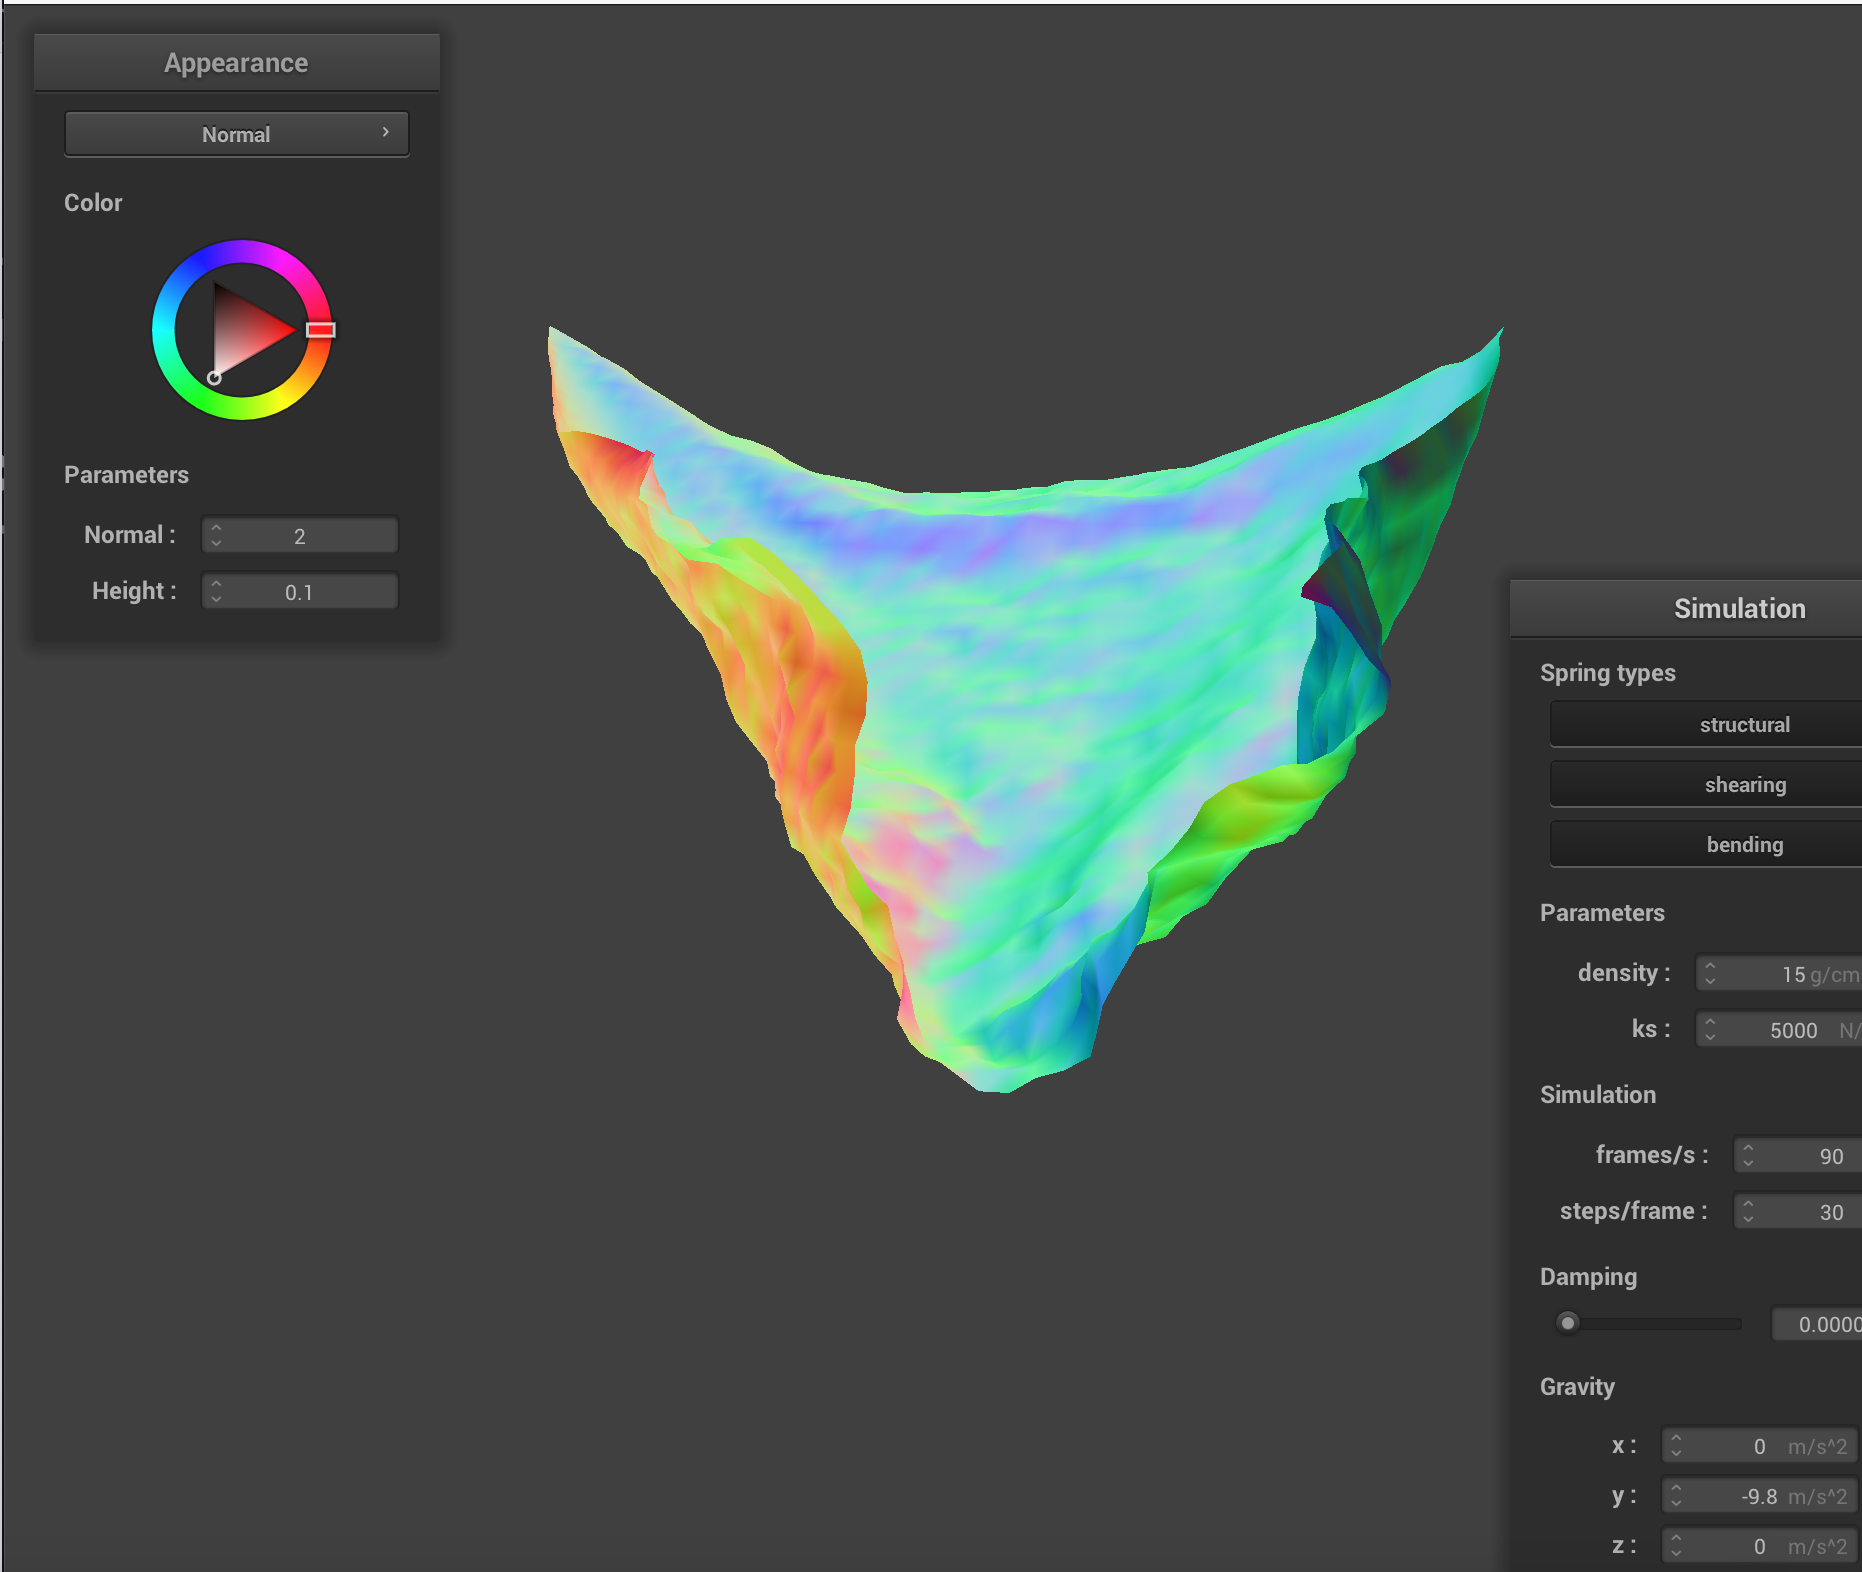 Appearance
Normal
Color
Parameters
Normal : 2
Height : 0.1
Simulation
Spring types
structural
shearing
bending
Parameters
density : 15 g/cm
ks : 5000 N/
Simulation
frames/s : 90
steps/frame : 30
Damping
0.0000
Gravity
x : 0 m/s^2
y : -9.8 m/s^2
z : 0 m/s^2